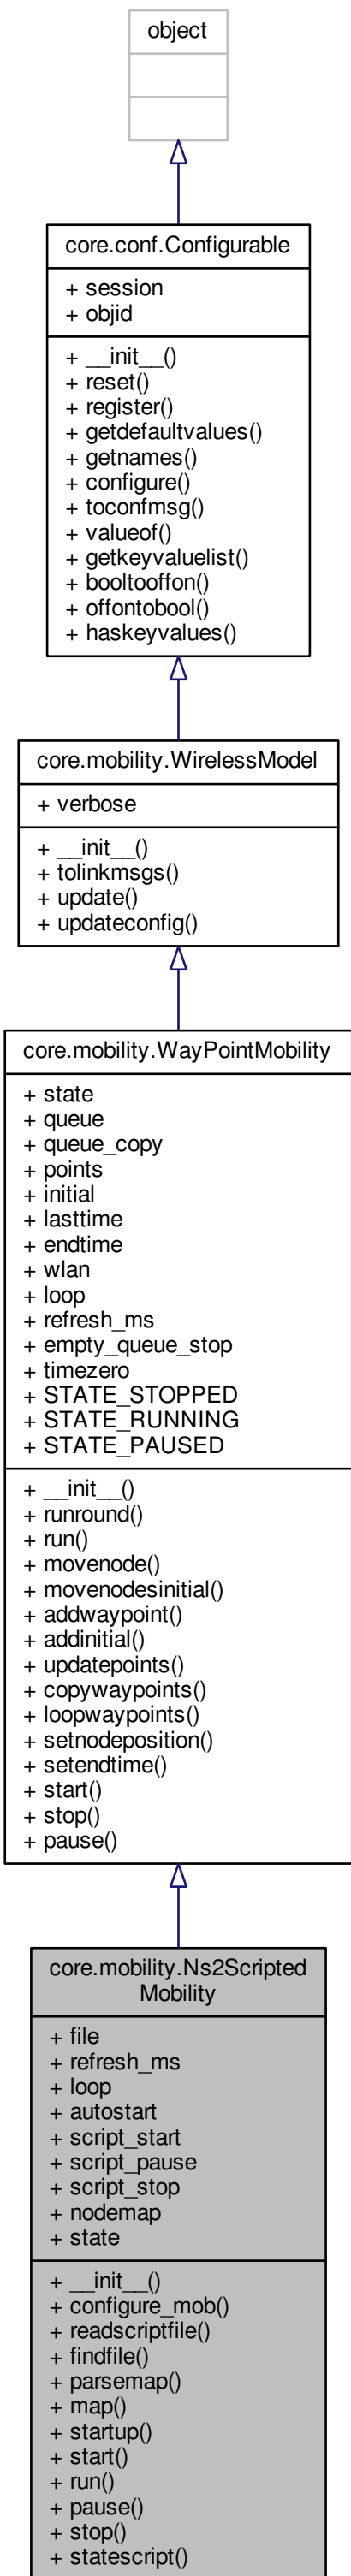 object
core.conf.Configurable
+ session
+ objid
+ __init__()
+ reset()
+ register()
+ getdefaultvalues()
+ getnames()
+ configure()
+ toconfmsg()
+ valueof()
+ getkeyvaluelist()
+ booltooffon()
+ offontobool()
+ haskeyvalues()
core.mobility.WirelessModel
+ verbose
+ __init__()
+ tolinkmsgs()
+ update()
+ updateconfig()
core.mobility.WayPointMobility
+ state
+ queue
+ queue_copy
+ points
+ initial
+ lasttime
+ endtime
+ wlan
+ loop
+ refresh_ms
+ empty_queue_stop
+ timezero
+ STATE_STOPPED
+ STATE_RUNNING
+ STATE_PAUSED
+ __init__()
+ runround()
+ run()
+ movenode()
+ movenodesinitial()
+ addwaypoint()
+ addinitial()
+ updatepoints()
+ copywaypoints()
+ loopwaypoints()
+ setnodeposition()
+ setendtime()
+ start()
+ stop()
+ pause()
core.mobility.Ns2Scripted
Mobility
+ file
+ refresh_ms
+ loop
+ autostart
+ script_start
+ script_pause
+ script_stop
+ nodemap
+ state
+ __init__()
+ configure_mob()
+ readscriptfile()
+ findfile()
+ parsemap()
+ map()
+ startup()
+ start()
+ run()
+ pause()
+ stop()
+ statescript()